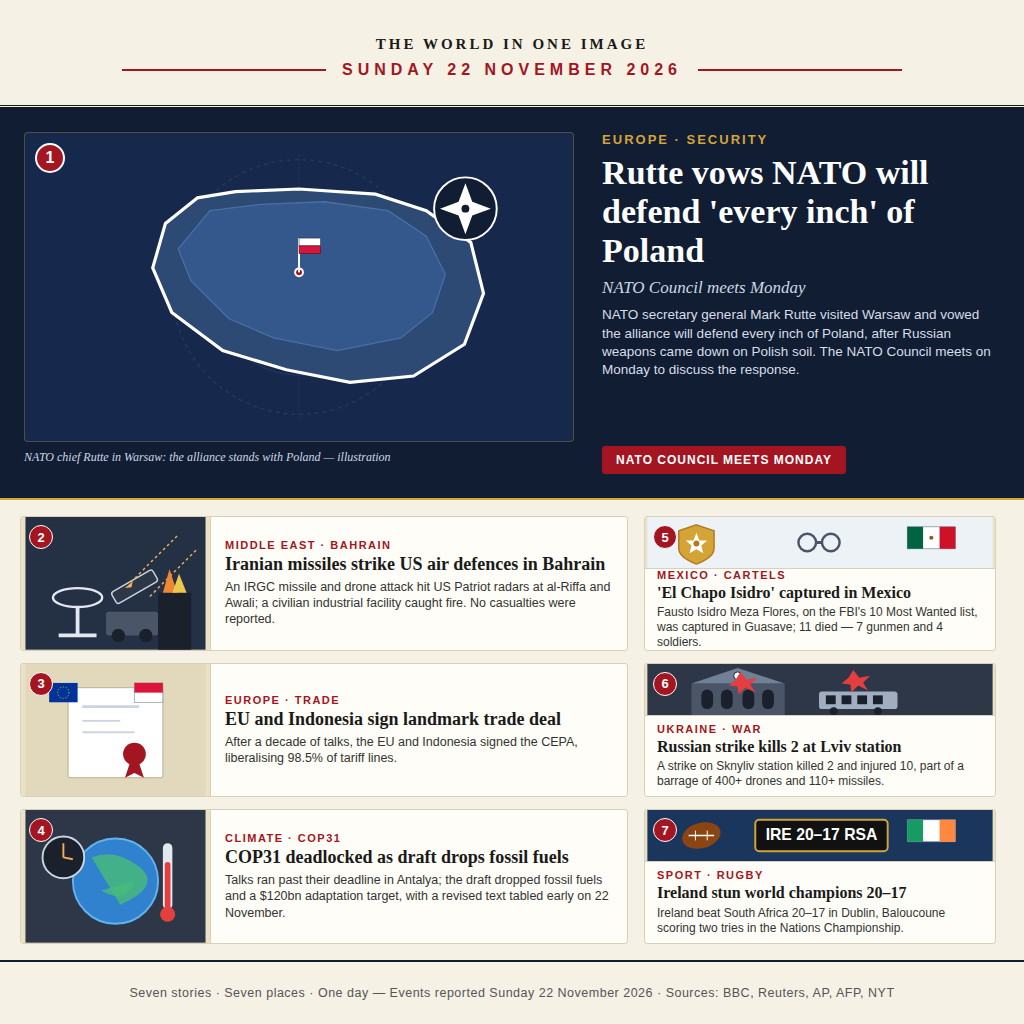 THE WORLD IN ONE IMAGE
SUNDAY 22 NOVEMBER 2026
1
NATO chief Rutte in Warsaw: the alliance stands with Poland — illustration
EUROPE · SECURITY
Rutte vows NATO will
defend 'every inch' of
Poland
NATO Council meets Monday
NATO secretary general Mark Rutte visited Warsaw and vowed
the alliance will defend every inch of Poland, after Russian
weapons came down on Polish soil. The NATO Council meets on
Monday to discuss the response.
NATO COUNCIL MEETS MONDAY
2
MIDDLE EAST · BAHRAIN
Iranian missiles strike US air defences in Bahrain
An IRGC missile and drone attack hit US Patriot radars at al-Riffa and
Awali; a civilian industrial facility caught fire. No casualties were
reported.
3
EUROPE · TRADE
EU and Indonesia sign landmark trade deal
After a decade of talks, the EU and Indonesia signed the CEPA,
liberalising 98.5% of tariff lines.
4
CLIMATE · COP31
COP31 deadlocked as draft drops fossil fuels
Talks ran past their deadline in Antalya; the draft dropped fossil fuels
and a $120bn adaptation target, with a revised text tabled early on 22
November.
5
MEXICO · CARTELS
'El Chapo Isidro' captured in Mexico
Fausto Isidro Meza Flores, on the FBI's 10 Most Wanted list,
was captured in Guasave; 11 died — 7 gunmen and 4
soldiers.
6
UKRAINE · WAR
Russian strike kills 2 at Lviv station
A strike on Sknyliv station killed 2 and injured 10, part of a
barrage of 400+ drones and 110+ missiles.
7
IRE 20–17 RSA
SPORT · RUGBY
Ireland stun world champions 20–17
Ireland beat South Africa 20–17 in Dublin, Baloucoune
scoring two tries in the Nations Championship.
Seven stories · Seven places · One day — Events reported Sunday 22 November 2026 · Sources: BBC, Reuters, AP, AFP, NYT